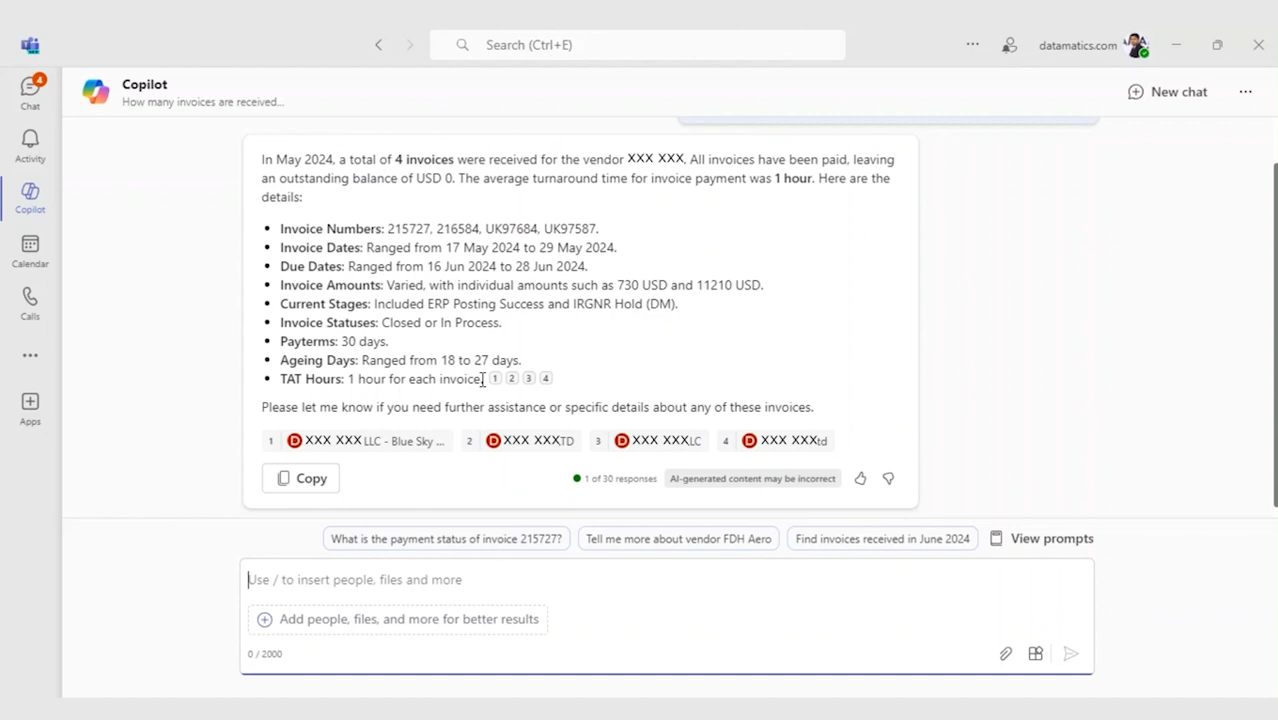 Search (Ctrl+E)
datamatics.com
4
Chat
Activity
Copilot
Calendar
Calls
Apps
Copilot
How many invoices are received...
New chat
In May 2024, a total of 4 invoices were received for the vendor XXX XXX. All invoices have been paid, leaving
an outstanding balance of USD 0. The average turnaround time for invoice payment was 1 hour. Here are the
details:
Invoice Numbers: 215727, 216584, UK97684, UK97587.
Invoice Dates: Ranged from 17 May 2024 to 29 May 2024.
Due Dates: Ranged from 16 Jun 2024 to 28 Jun 2024.
Invoice Amounts: Varied, with individual amounts such as 730 USD and 11210 USD.
Current Stages: Included ERP Posting Success and IRGNR Hold (DM).
Invoice Statuses: Closed or In Process.
Payterms: 30 days.
Ageing Days: Ranged from 18 to 27 days.
TAT Hours: 1 hour for each invoice. 1 2 3 4
Please let me know if you need further assistance or specific details about any of these invoices.
1 D XXX XXX LLC - Blue Sky ... 2 D XXX XXXTD 3 D XXX XXXLC 4 D XXX XXXtd
Copy
1 of 30 responses AI-generated content may be incorrect
What is the payment status of invoice 215727? Tell me more about vendor FDH Aero Find invoices received in June 2024 View prompts
Use / to insert people, files and more
Add people, files, and more for better results
0 / 2000